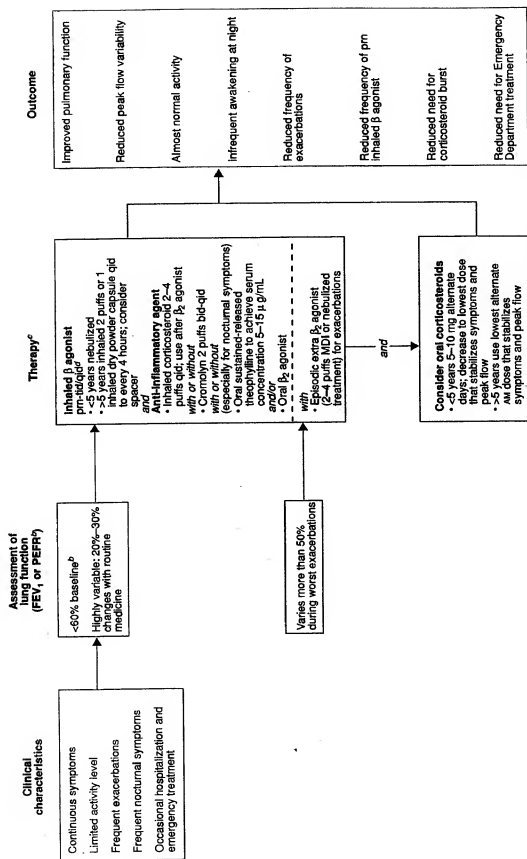 Clinical
characteristics
Continuous symptoms
Limited activity level
Frequent exacerbations
Frequent nocturnal symptoms
Occasional hospitalization and
emergency treatment
Assessment of
lung function
(FEV₁ or PEFRᵃ)
<60% baselineᵇ
Highly variable: 20%–30%
changes with routine
medicine
Varies more than 50%
during worst exacerbations
Therapyᶜ
Inhaled β agonist
prn-tid/qidᵈ
• <5 years nebulized
• >5 years inhaled 2 puffs or 1
inhaled dry powder capsule qid
to every 4 hours; consider
spacer
and
Anti-inflammatory agent
• Inhaled corticosteroid 2–4
puffs qid; use after β₂ agonist
with or without
• Cromolyn 2 puffs bid-qid
with or without
(especially for nocturnal symptoms)
• Oral sustained-released
theophylline to achieve serum
concentration 5–15 μg/mL
and/or
• Oral β₂ agonist
with
• Episodic extra β₂ agonist
(2–4 puffs MDI or nebulized
treatment) for exacerbations
and
Consider oral corticosteroids
• <5 years 5–10 mg alternate
days; decrease to lowest dose
that stabilizes symptoms and
peak flow
• >5 years use lowest alternate
AM dose that stabilizes
symptoms and peak flow
Outcome
Improved pulmonary function
Reduced peak flow variability
Almost normal activity
Infrequent awakening at night
Reduced frequency of
exacerbations
Reduced frequency of prn
inhaled β agonist
Reduced need for
corticosteroid burst
Reduced need for Emergency
Department treatment